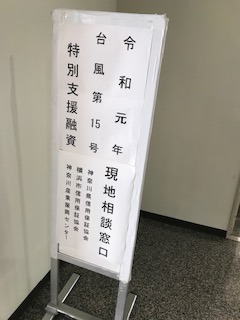 令和元年
台風第15号
特別支援融資
現地相談窓口
神奈川県信用保証協会
横浜市信用保証協会
神奈川産業振興センター